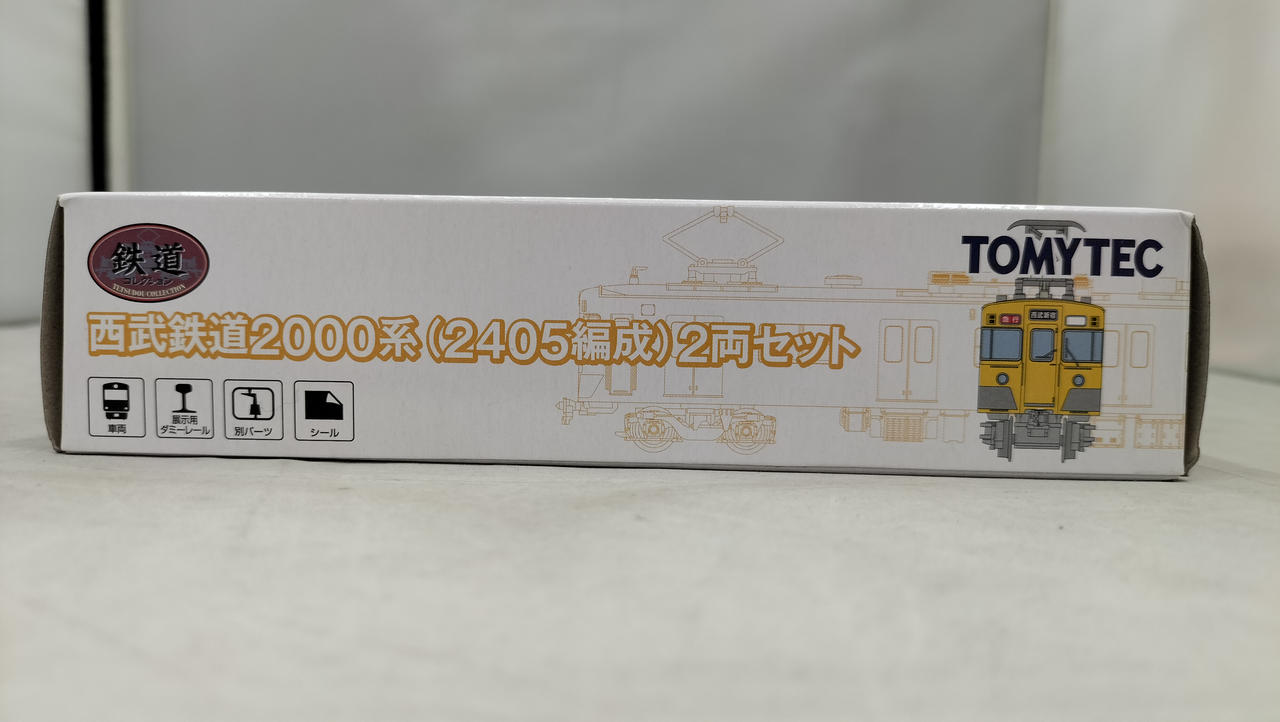 鉄道
コレクション
TETSUDOU COLLECTION
TOMYTEC
西武鉄道2000系(2405編成)2両セット
急行
西武新宿
車両
展示用
ダミーレール
別パーツ
シール